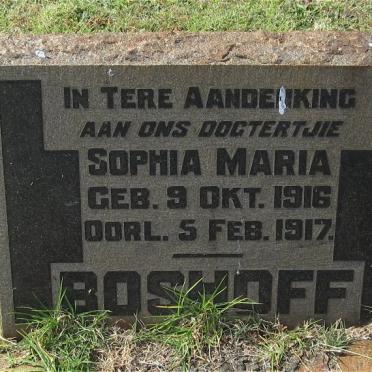 IN TERE AANDENKING
AAN ONS DOGTERTJIE
SOPHIA MARIA
GEB. 9 OKT. 1916
OORL. 5 FEB. 1917.
BOSHOFF